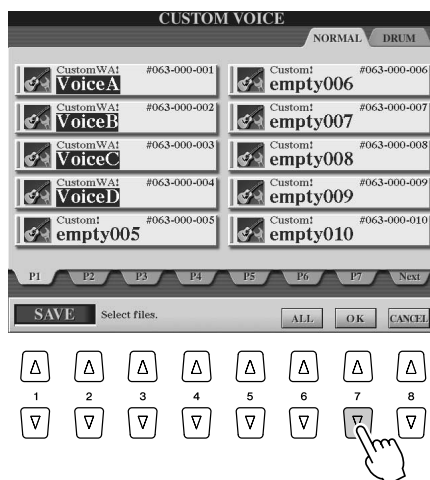 CUSTOM VOICE
NORMAL DRUM
CustomWA! #063-000-001
VoiceA
CustomWA! #063-000-002
VoiceB
CustomWA! #063-000-003
VoiceC
CustomWA! #063-000-004
VoiceD
Custom! #063-000-005
empty005
Custom! #063-000-006
empty006
Custom! #063-000-007
empty007
Custom! #063-000-008
empty008
Custom! #063-000-009
empty009
Custom! #063-000-010
empty010
P1 P2 P3 P4 P5 P6 P7 Next
SAVE Select files. ALL OK CANCEL
1 2 3 4 5 6 7 8